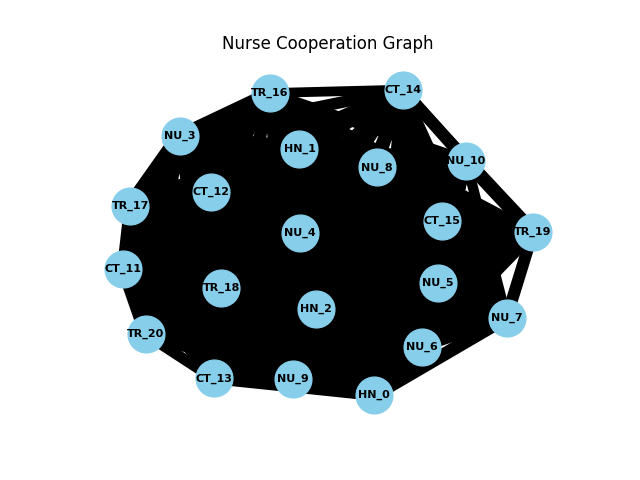 Nurse Cooperation Graph
TR_16
CT_14
NU_3
HN_1
NU_8
NU_10
CT_12
TR_17
CT_15
NU_4
TR_19
CT_11
TR_18
NU_5
HN_2
NU_7
TR_20
NU_6
CT_13
NU_9
HN_0